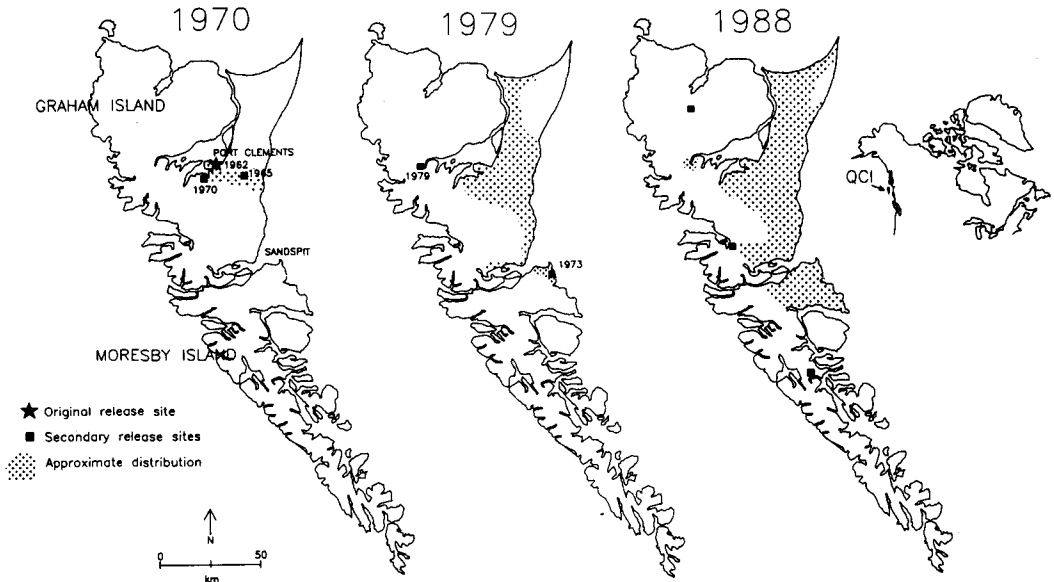 1970
1979
1988
GRAHAM ISLAND
PORT CLEMENTS
1962
1965
1970
SANDSPIT
MORESBY ISLAND
1979
1973
QCI
Original release site
Secondary release sites
Approximate distribution
N
0 50
km